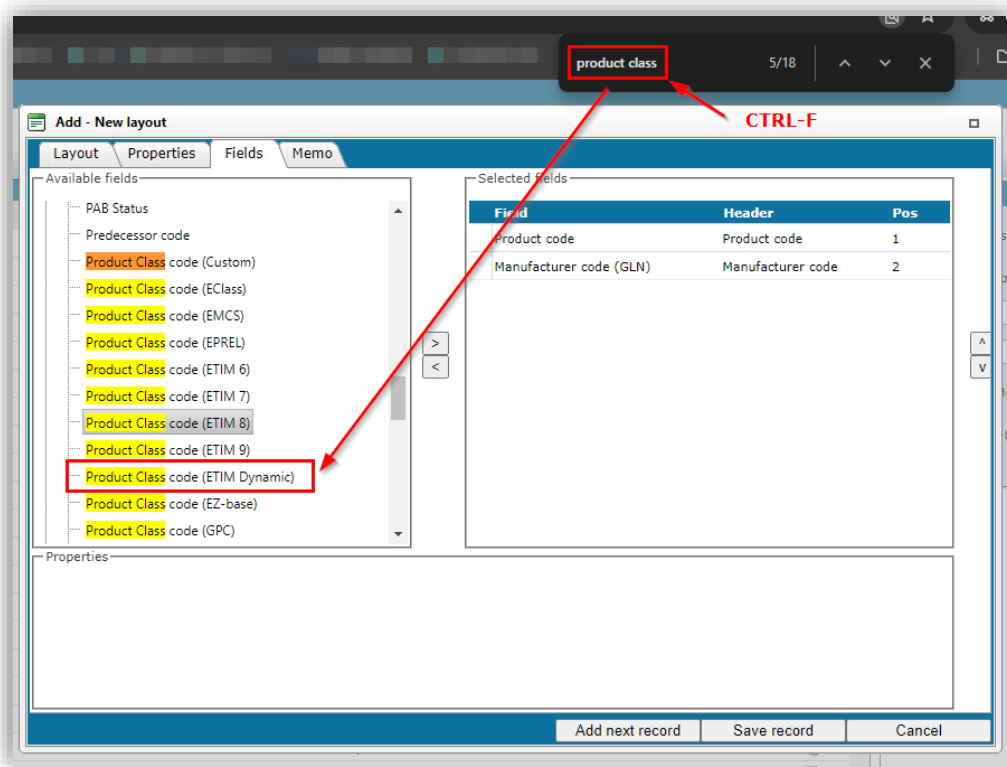 product class
5/18
CTRL-F
Add - New layout
Layout
Properties
Fields
Memo
Available fields
PAB Status
Predecessor code
Product Class code (Custom)
Product Class code (EClass)
Product Class code (EMCS)
Product Class code (EPREL)
Product Class code (ETIM 6)
Product Class code (ETIM 7)
Product Class code (ETIM 8)
Product Class code (ETIM 9)
Product Class code (ETIM Dynamic)
Product Class code (EZ-base)
Product Class code (GPC)
>
<
Selected fields
Field Header Pos
Product code Product code 1
Manufacturer code (GLN) Manufacturer code 2
^
v
Properties
Add next record
Save record
Cancel